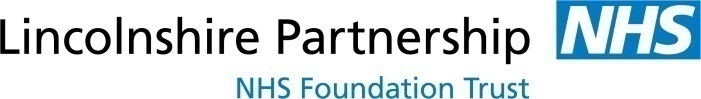 Lincolnshire Partnership NHS
NHS Foundation Trust